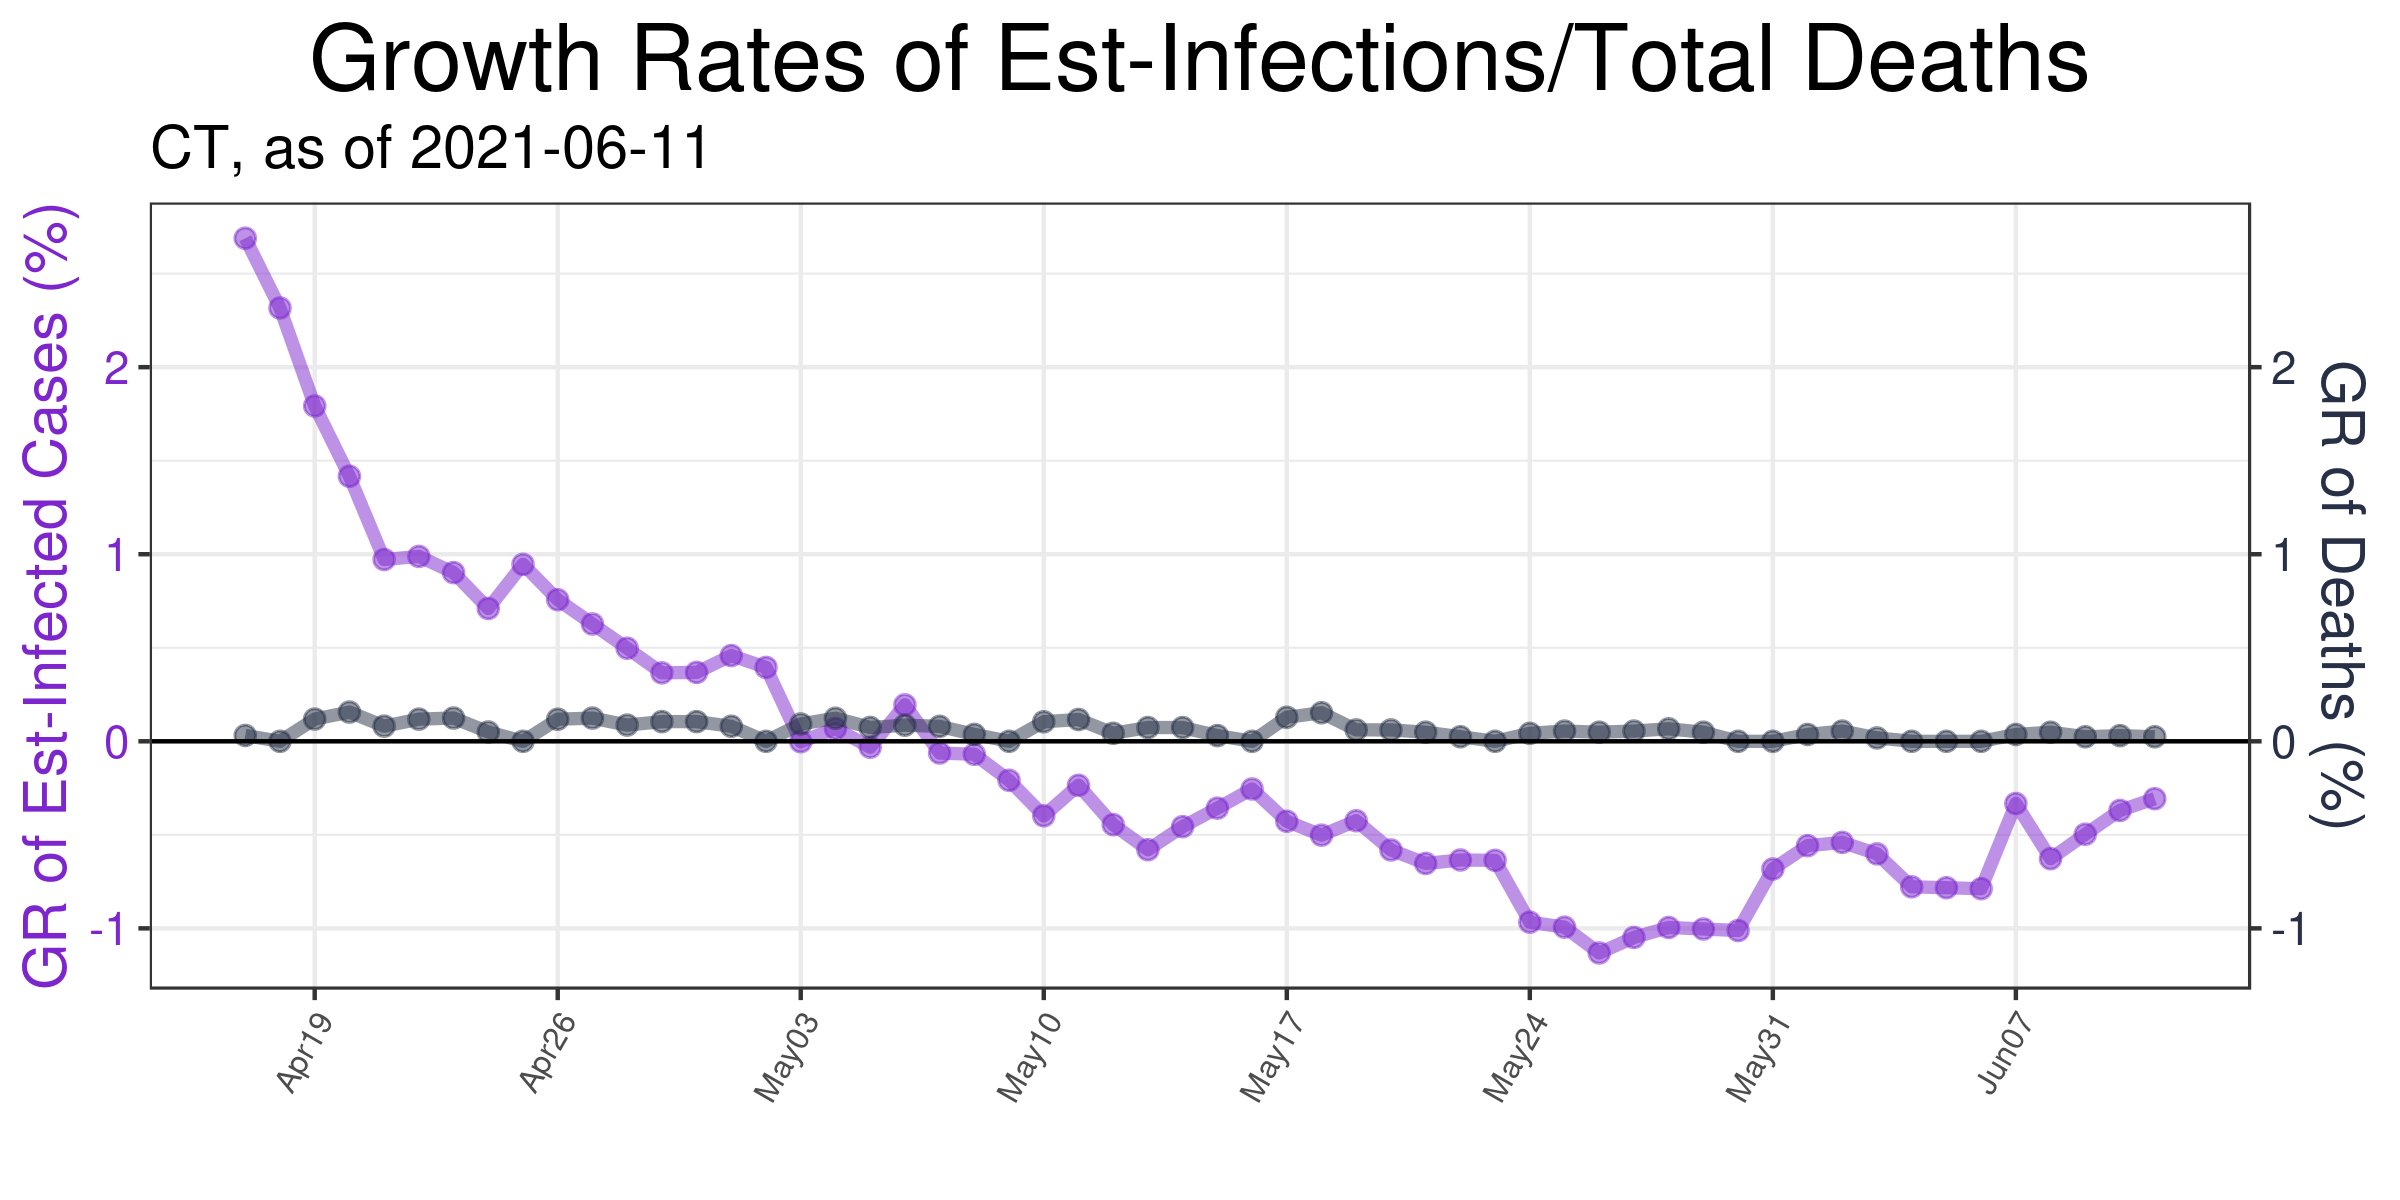 Growth Rates of Est-Infections/Total Deaths
CT, as of 2021-06-11
GR of Est-Infected Cases (%)
2
1
0
-1
2
1
0
-1
GR of Deaths (%)
Apr19
Apr26
May03
May10
May17
May24
May31
Jun07